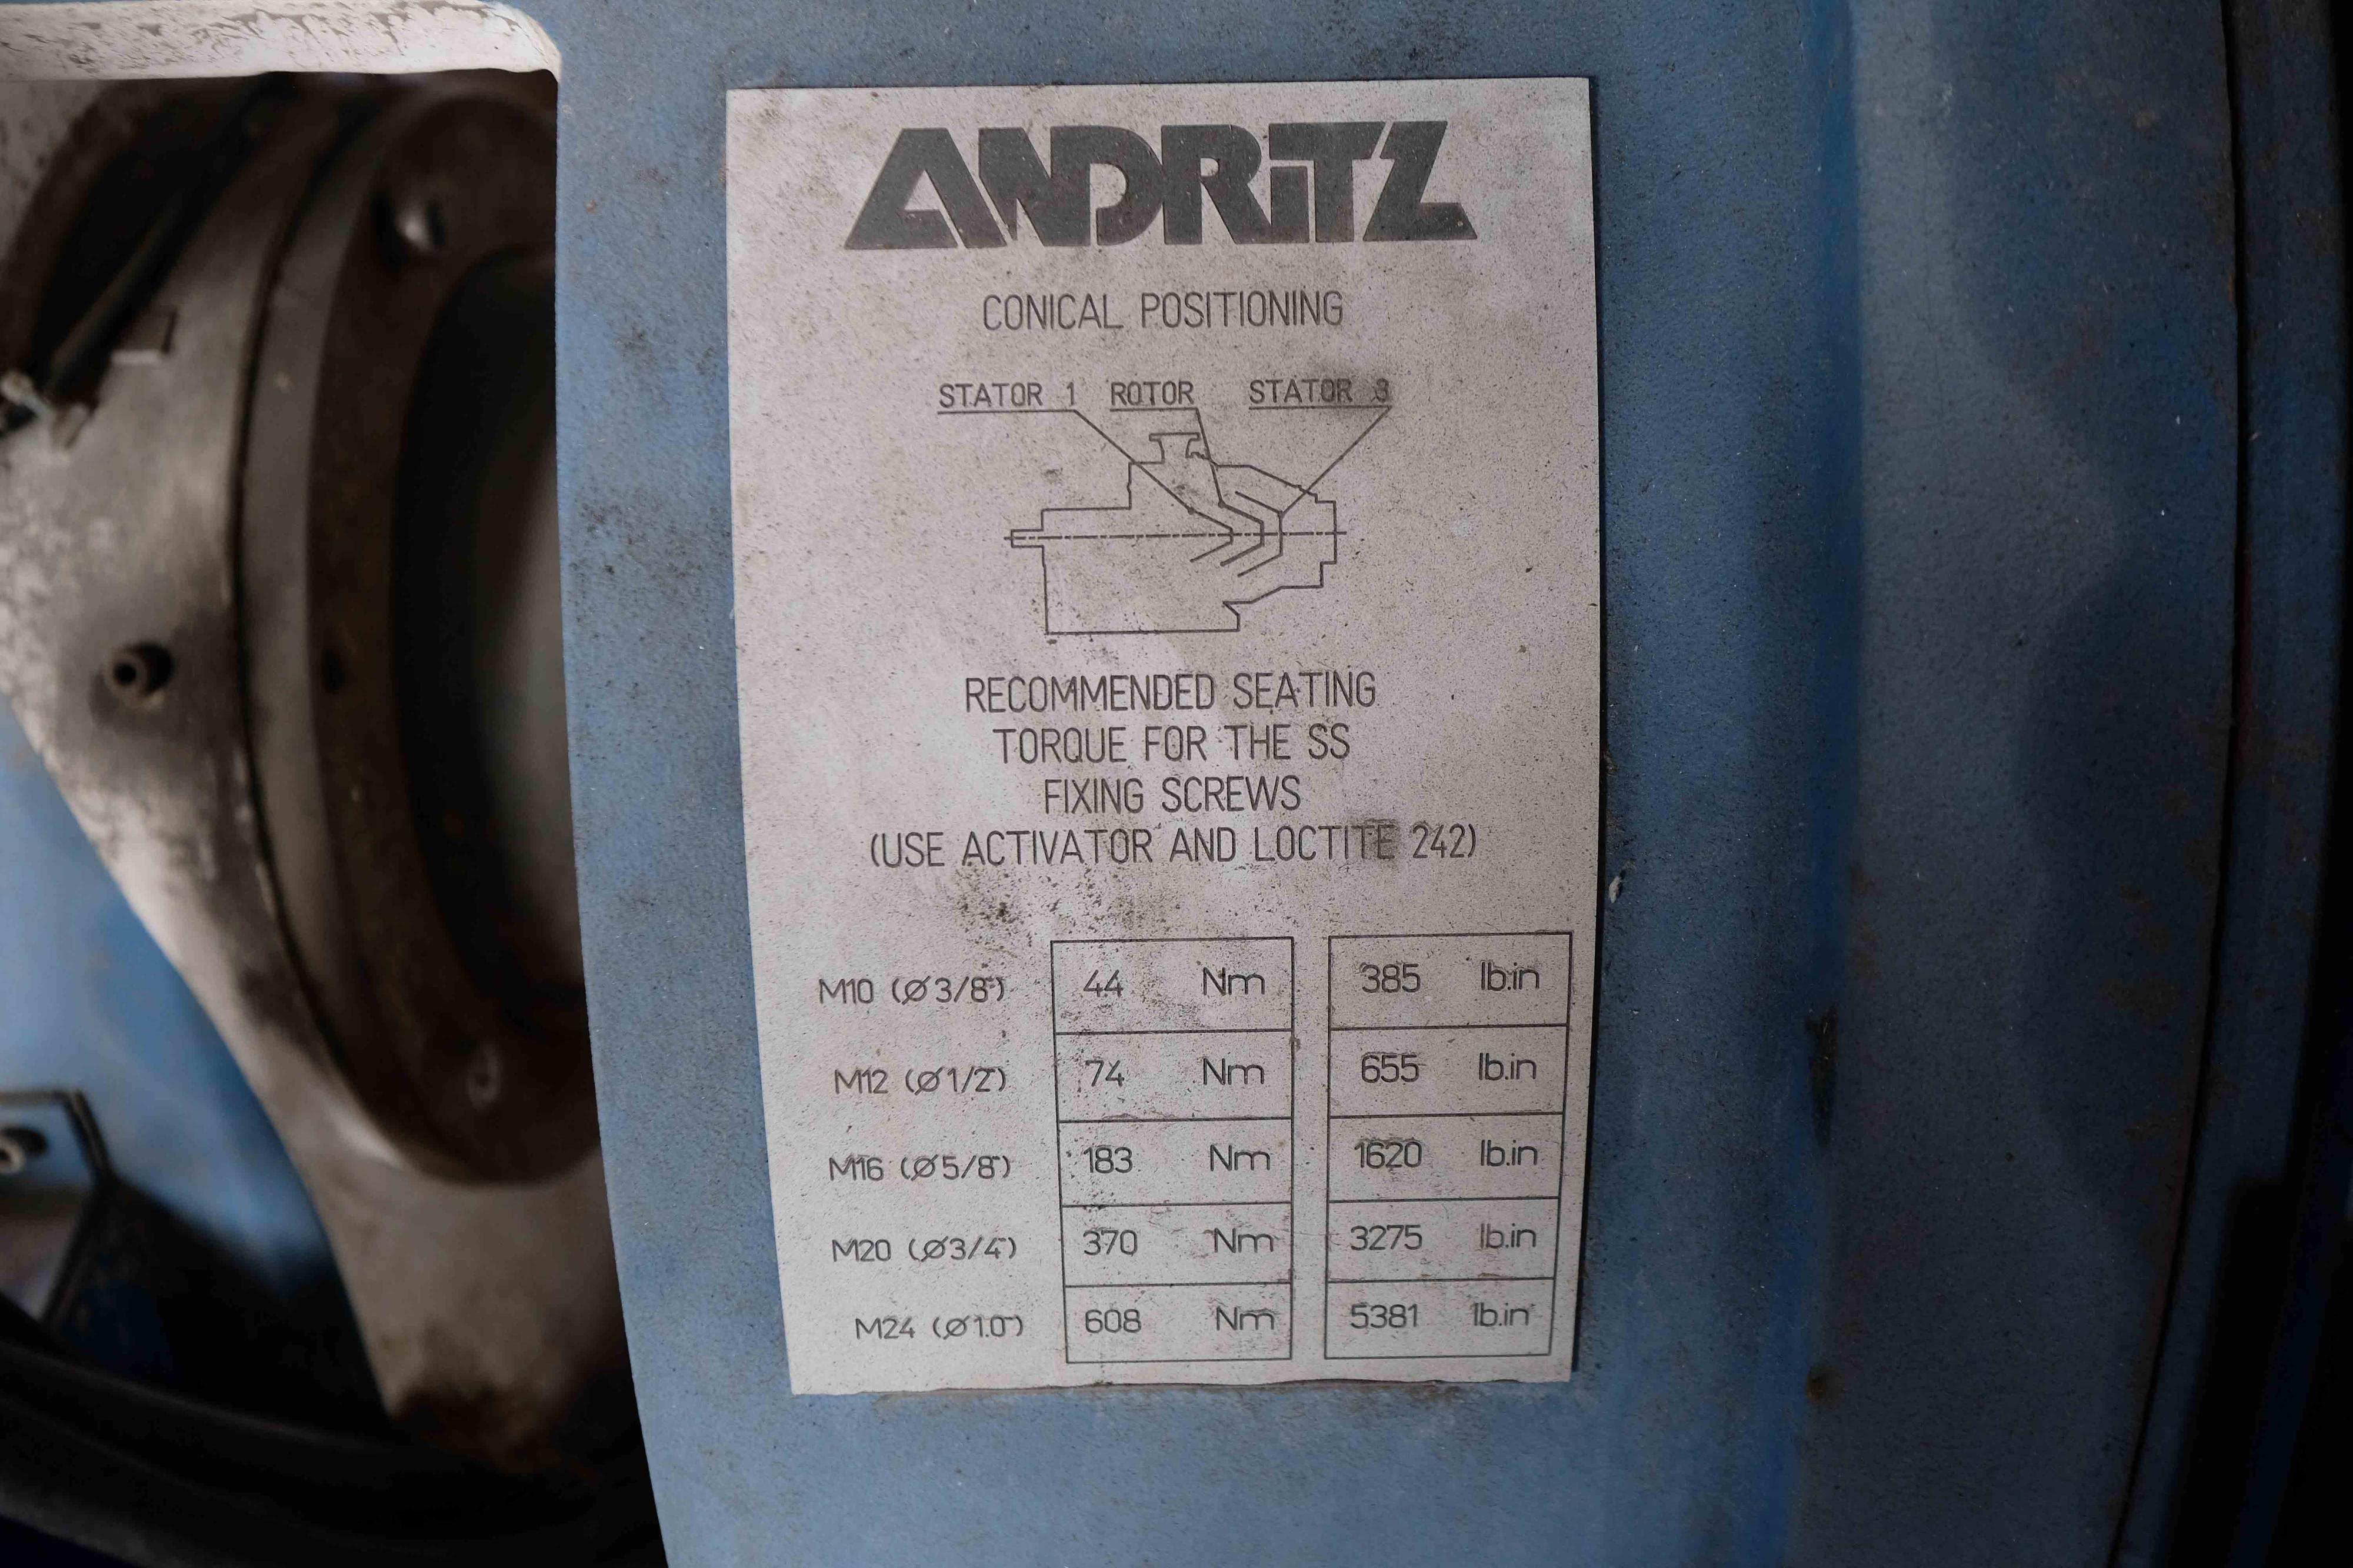 ANDRiTZ
CONICAL POSITIONING
STATOR 1 ROTOR STATOR 3
RECOMMENDED SEATING
TORQUE FOR THE SS
FIXING SCREWS
(USE ACTIVATOR AND LOCTITE 242)
M10 (Ø3/8") 44 Nm 385 lb.in
M12 (Ø1/2") 74 Nm 655 lb.in
M16 (Ø5/8") 183 Nm 1620 lb.in
M20 (Ø3/4") 370 Nm 3275 lb.in
M24 (Ø1.0") 608 Nm 5381 lb.in